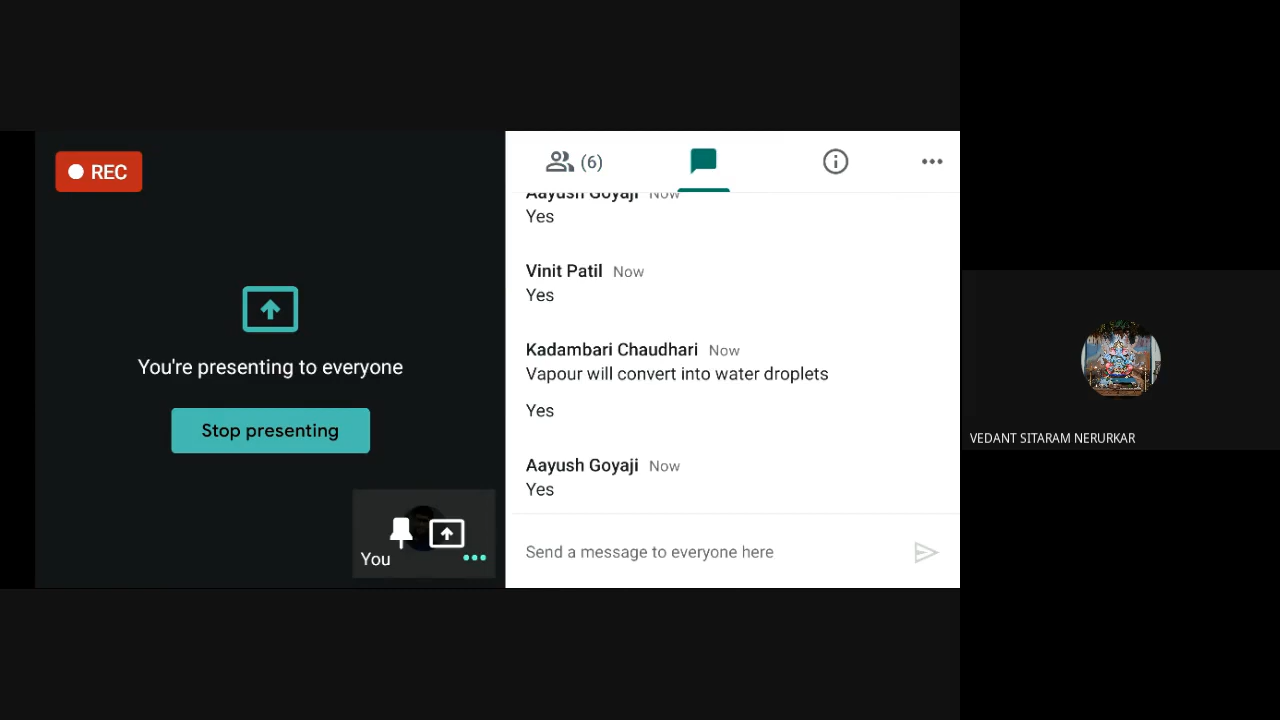 REC
You're presenting to everyone
Stop presenting
You
(6)
Aayush Goyaji Now
Yes
Vinit Patil Now
Yes
Kadambari Chaudhari Now
Vapour will convert into water droplets
Yes
Aayush Goyaji Now
Yes
Send a message to everyone here
VEDANT SITARAM NERURKAR